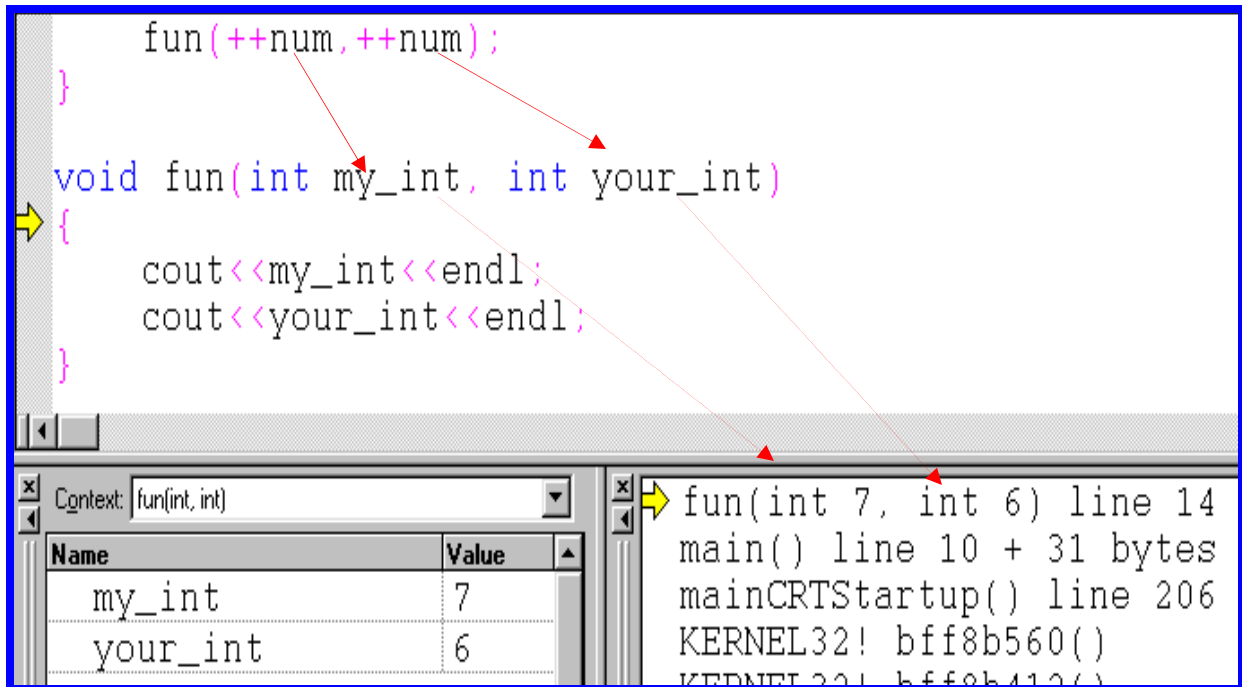 fun(++num,++num);
}
void fun(int my_int, int your_int)
{
cout<<my_int<<endl;
cout<<your_int<<endl;
}
Context: fun(int, int)
Name Value
my_int 7
your_int 6
fun(int 7, int 6) line 14
main() line 10 + 31 bytes
mainCRTStartup() line 206
KERNEL32! bff8b560()
KERNEL32! bff8b412()